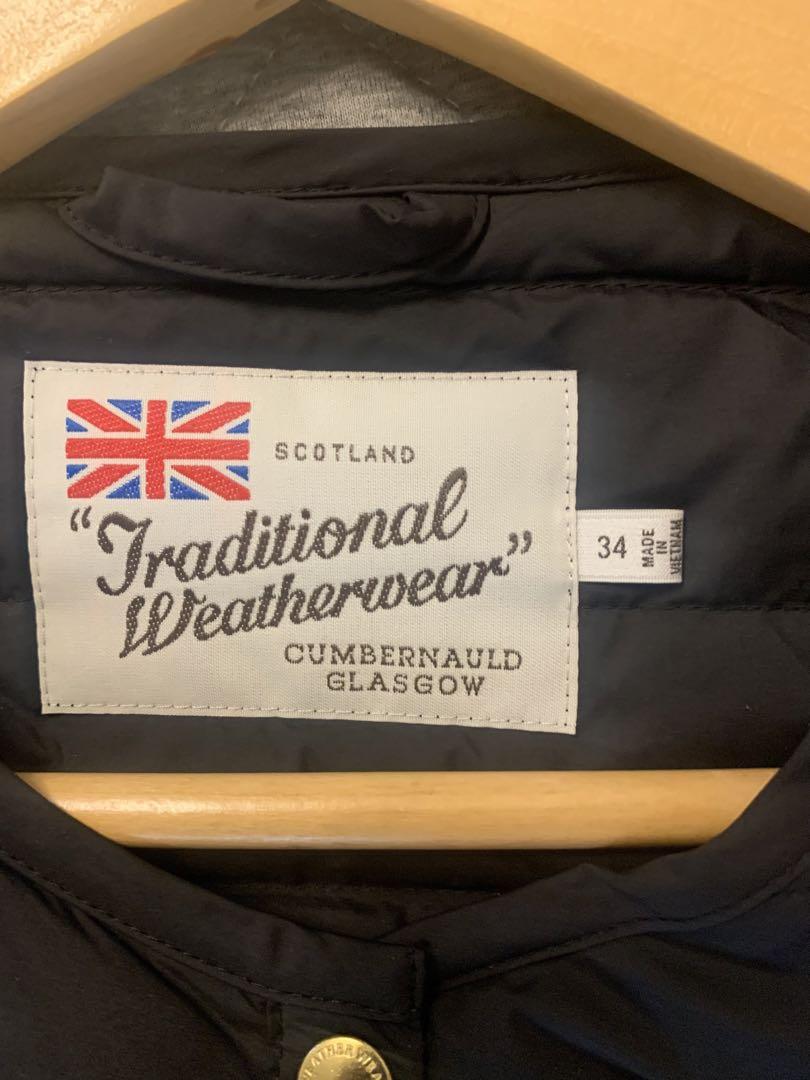 SCOTLAND
“Traditional
Weatherwear”
CUMBERNAULD
GLASGOW
34
MADE
IN
VIETNAM